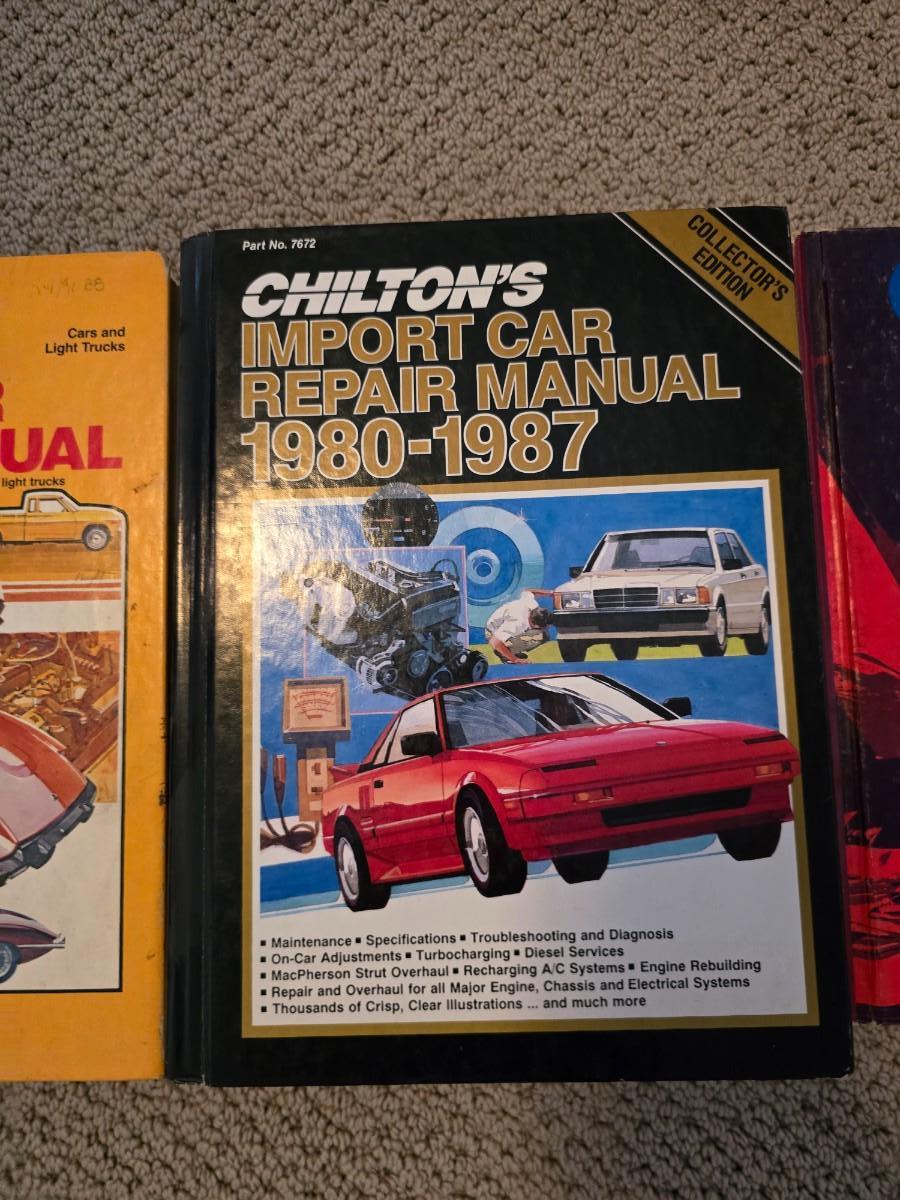 Part No. 7672
COLLECTOR'S
EDITION
CHILTON'S
IMPORT CAR
REPAIR MANUAL
1980-1987
▪ Maintenance ▪ Specifications ▪ Troubleshooting and Diagnosis
▪ On-Car Adjustments ▪ Turbocharging ▪ Diesel Services
▪ MacPherson Strut Overhaul ▪ Recharging A/C Systems ▪ Engine Rebuilding
▪ Repair and Overhaul for all Major Engine, Chassis and Electrical Systems
▪ Thousands of Crisp, Clear Illustrations ... and much more
Cars and
Light Trucks
R
UAL
light trucks